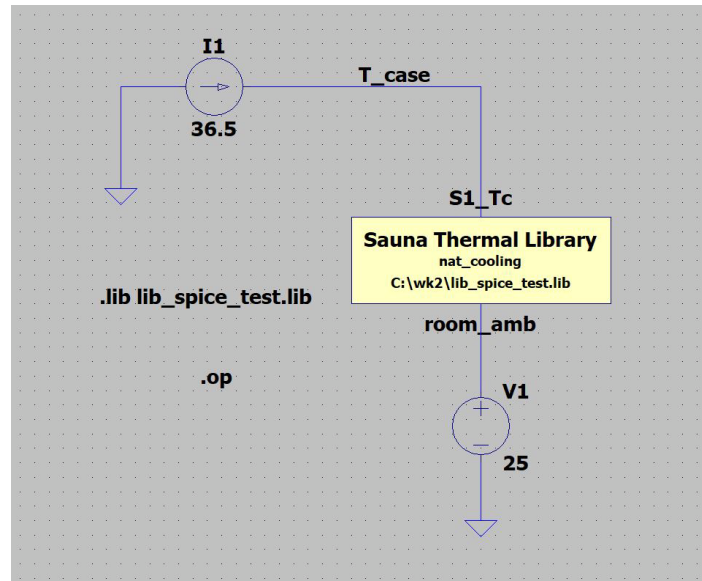 I1
T_case
36.5
S1_Tc
Sauna Thermal Library
nat_cooling
C:\wk2\lib_spice_test.lib
.lib lib_spice_test.lib
room_amb
.op
V1
25